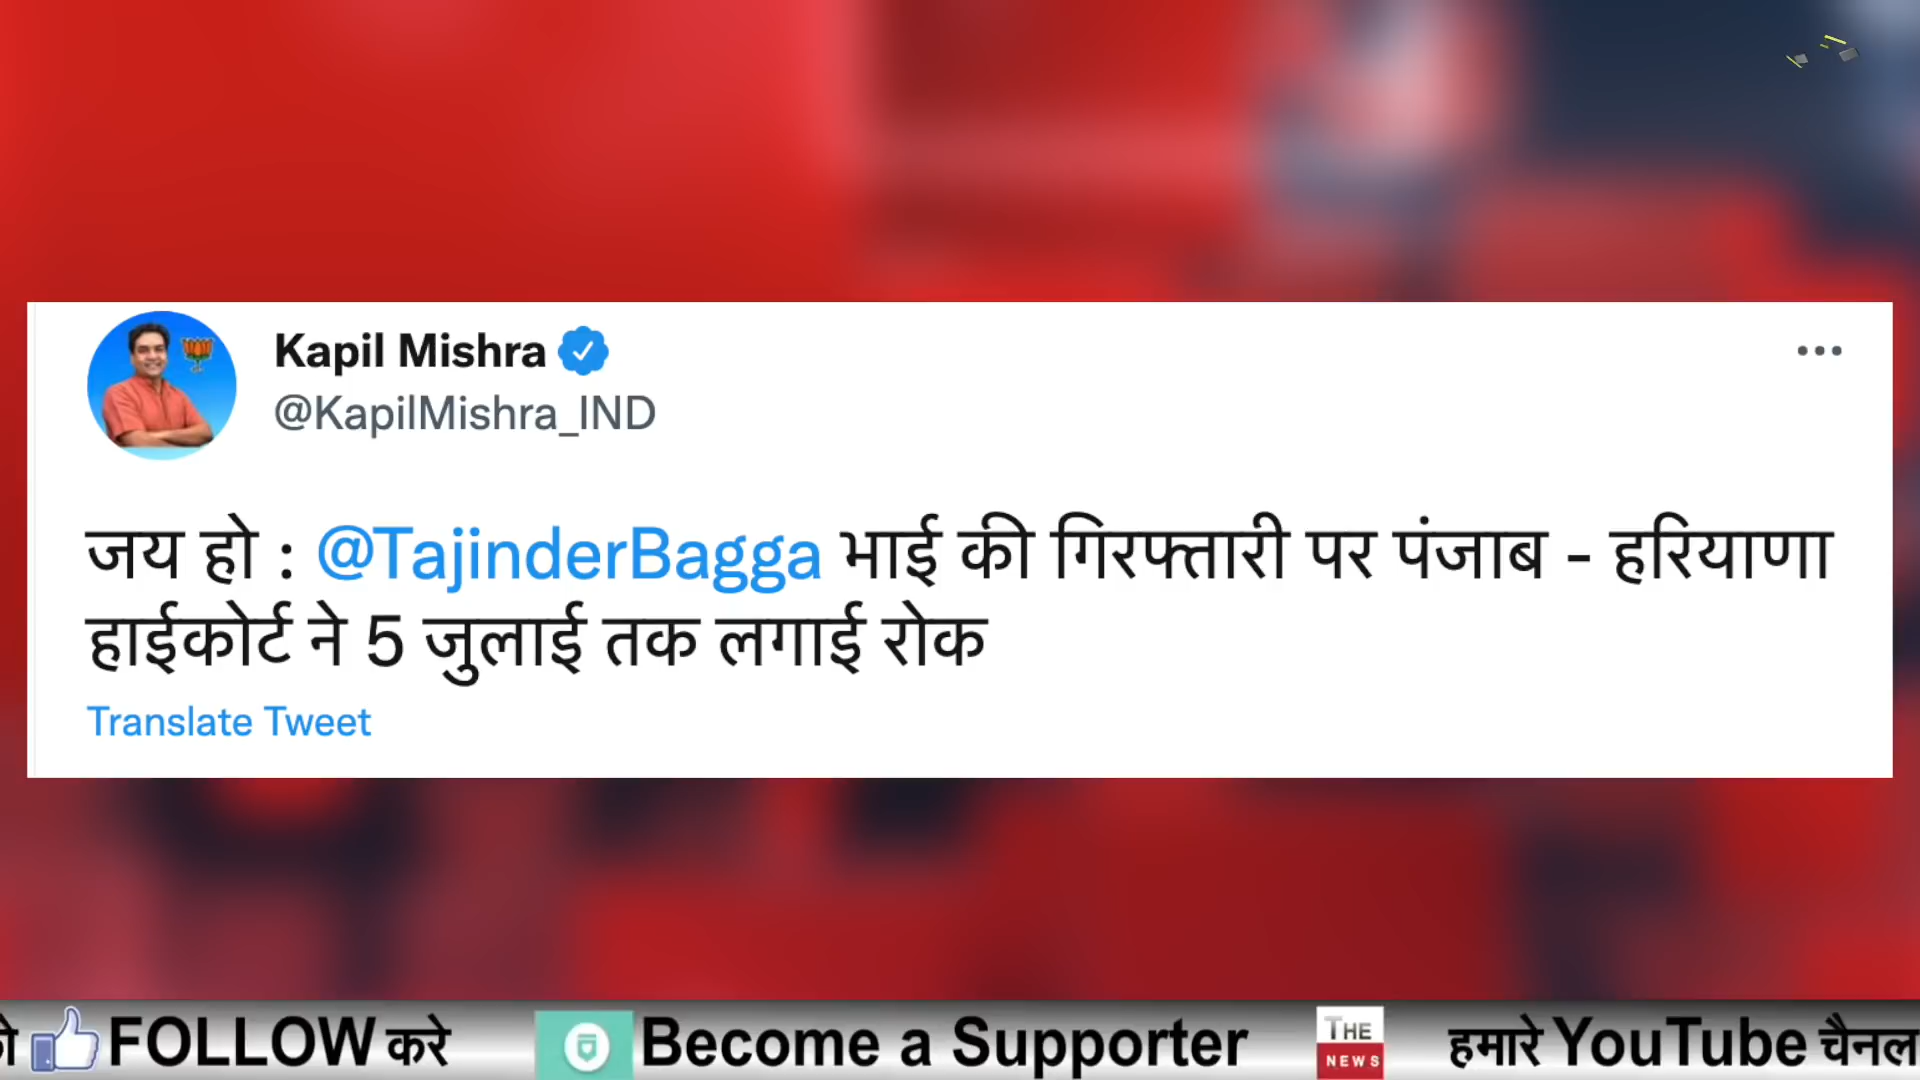 Kapil Mishra
@KapilMishra_IND
जय हो : @TajinderBagga भाई की गिरफ्तारी पर पंजाब - हरियाणा
हाईकोर्ट ने 5 जुलाई तक लगाई रोक
Translate Tweet
FOLLOW करे Become a Supporter THE NEWS हमारे YouTube चैनल